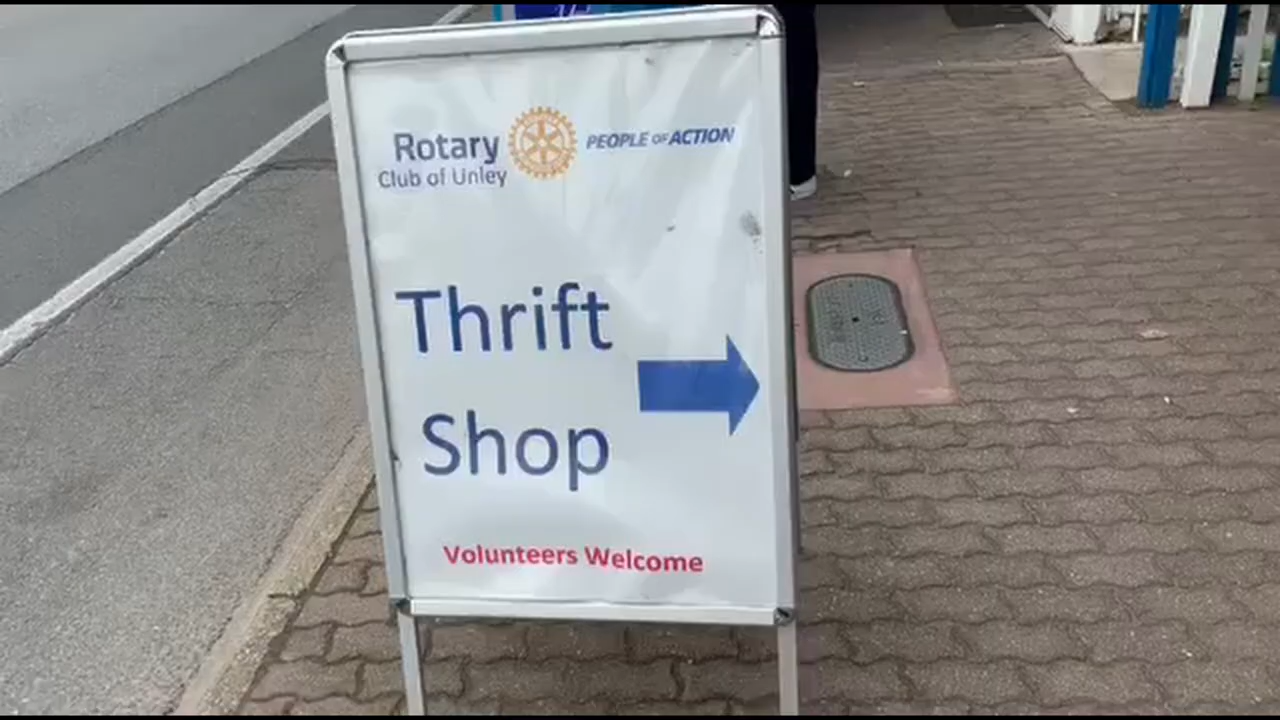 Rotary
Club of Unley
PEOPLE OF ACTION
Thrift
Shop
Volunteers Welcome